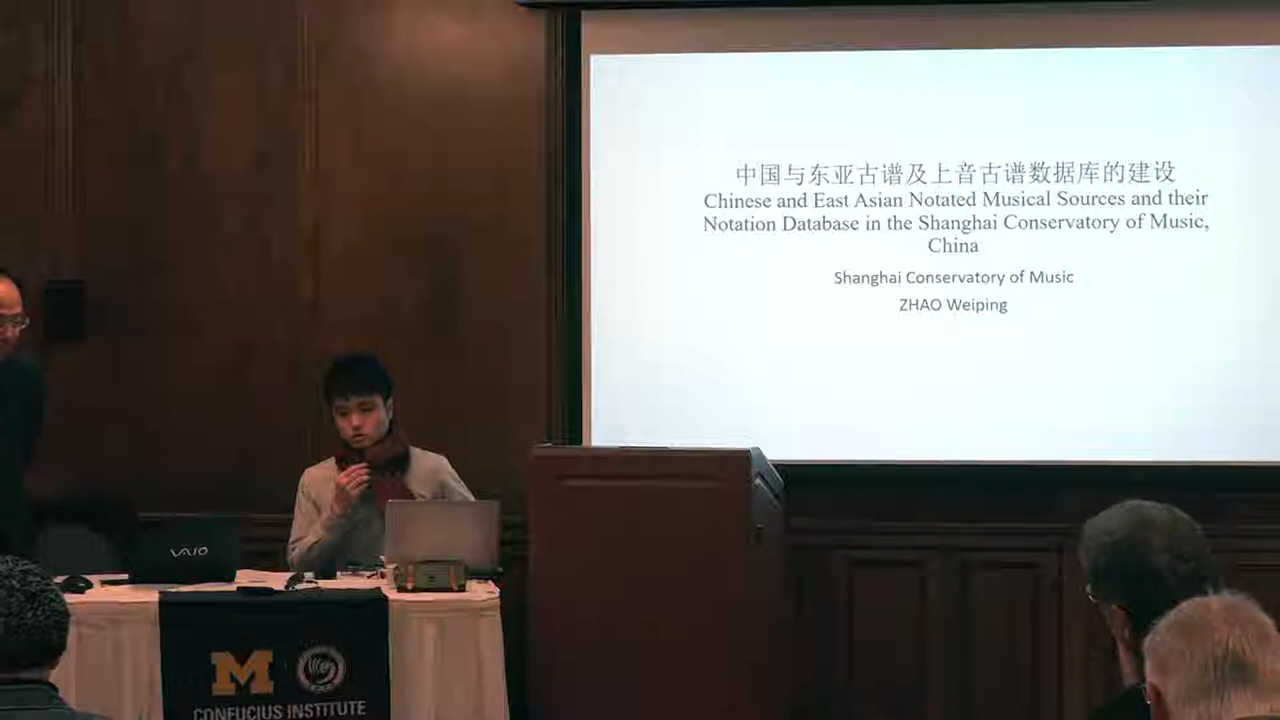 中国与东亚古谱及上音古谱数据库的建设
Chinese and East Asian Notated Musical Sources and their
Notation Database in the Shanghai Conservatory of Music,
China
Shanghai Conservatory of Music
ZHAO Weiping
VAIO
M
CONFUCIUS INSTITUTE